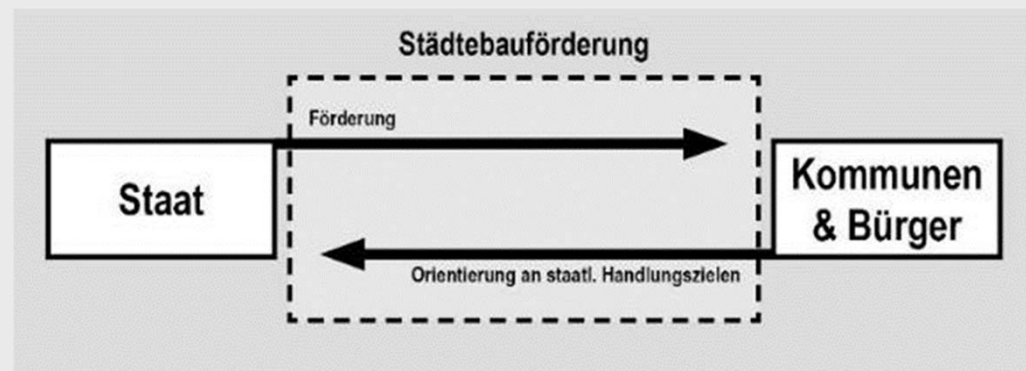 Städtebauförderung
Förderung
Staat
Kommunen
& Bürger
Orientierung an staatl. Handlungszielen